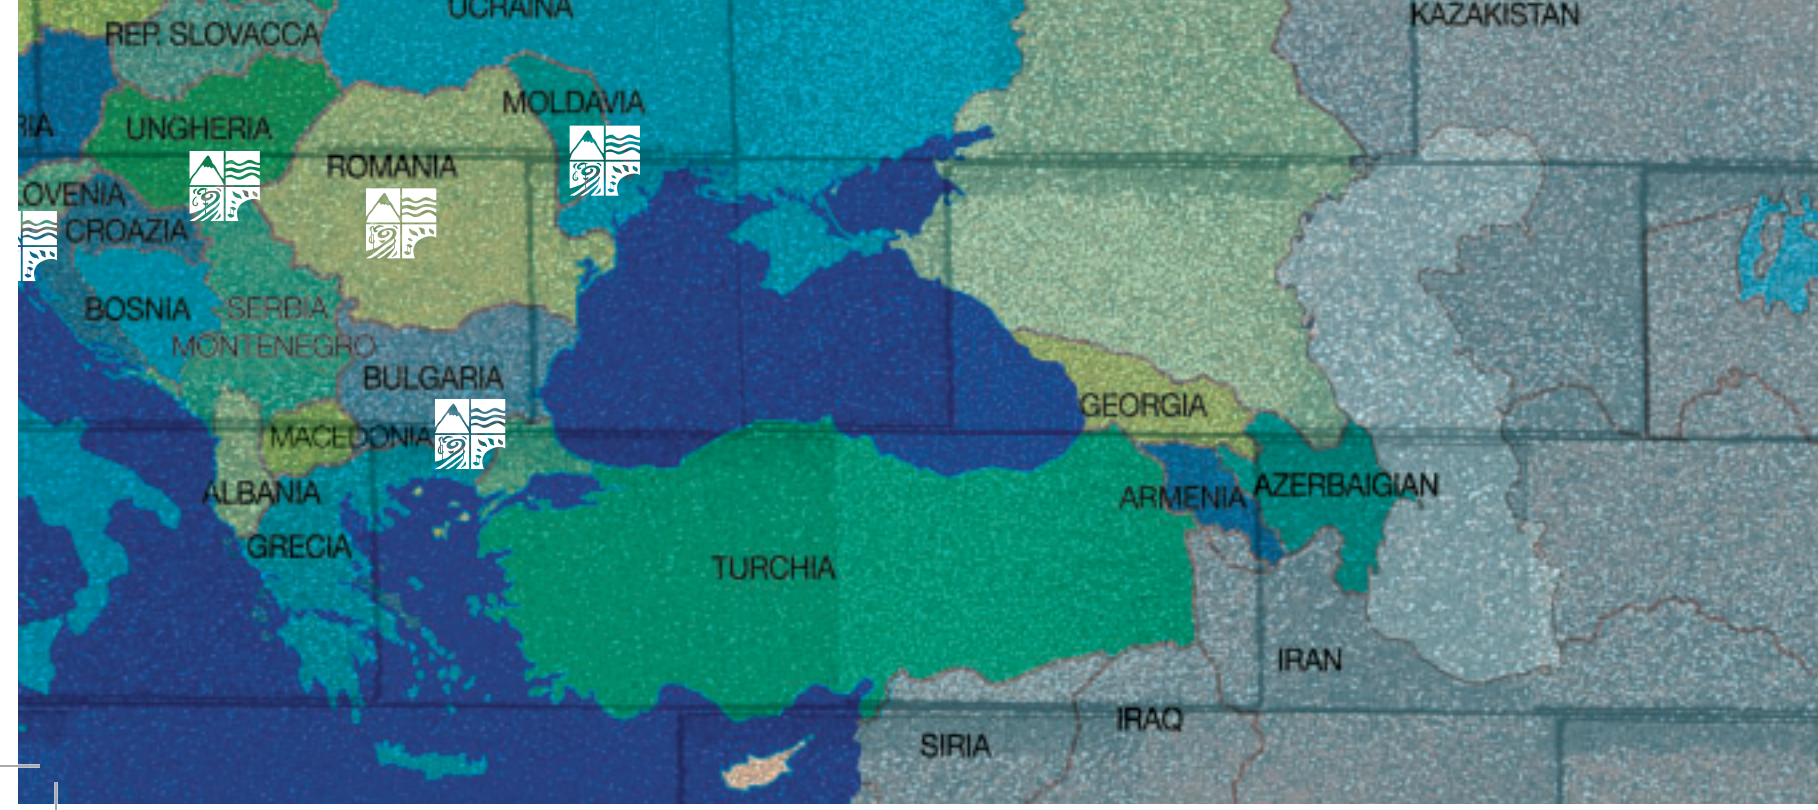 UCRAINA
KAZAKISTAN
REP. SLOVACCA
MOLDAVIA
RIA
UNGHERIA
ROMANIA
OVENIA
CROAZIA
BOSNIA
SERBIA
MONTENEGRO
BULGARIA
GEORGIA
MACEDONIA
ALBANIA
ARMENIA
AZERBAIGIAN
GRECIA
TURCHIA
IRAN
IRAQ
SIRIA